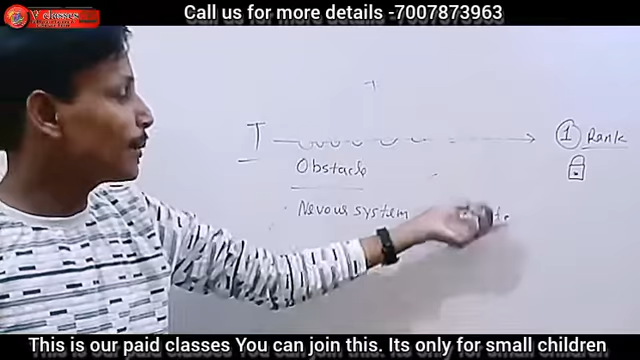 Call us for more details -7007873963
Y classes
T
1 Rank
Obstacle
Nevous system
This is our paid classes You can join this. Its only for small children